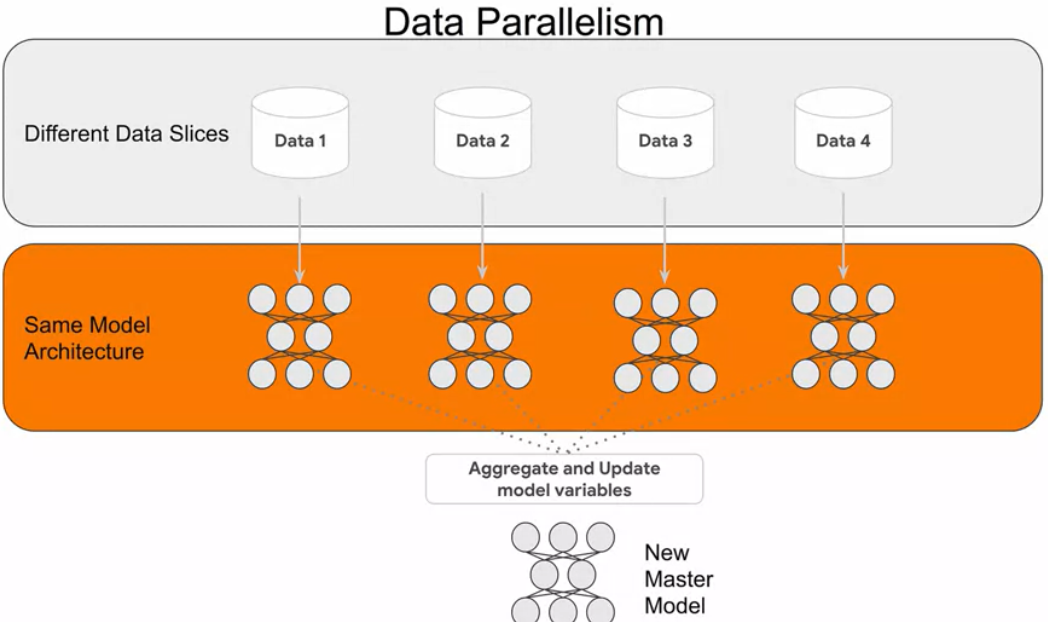 Data Parallelism
Different Data Slices
Data 1
Data 2
Data 3
Data 4
Same Model
Architecture
Aggregate and Update
model variables
New
Master
Model